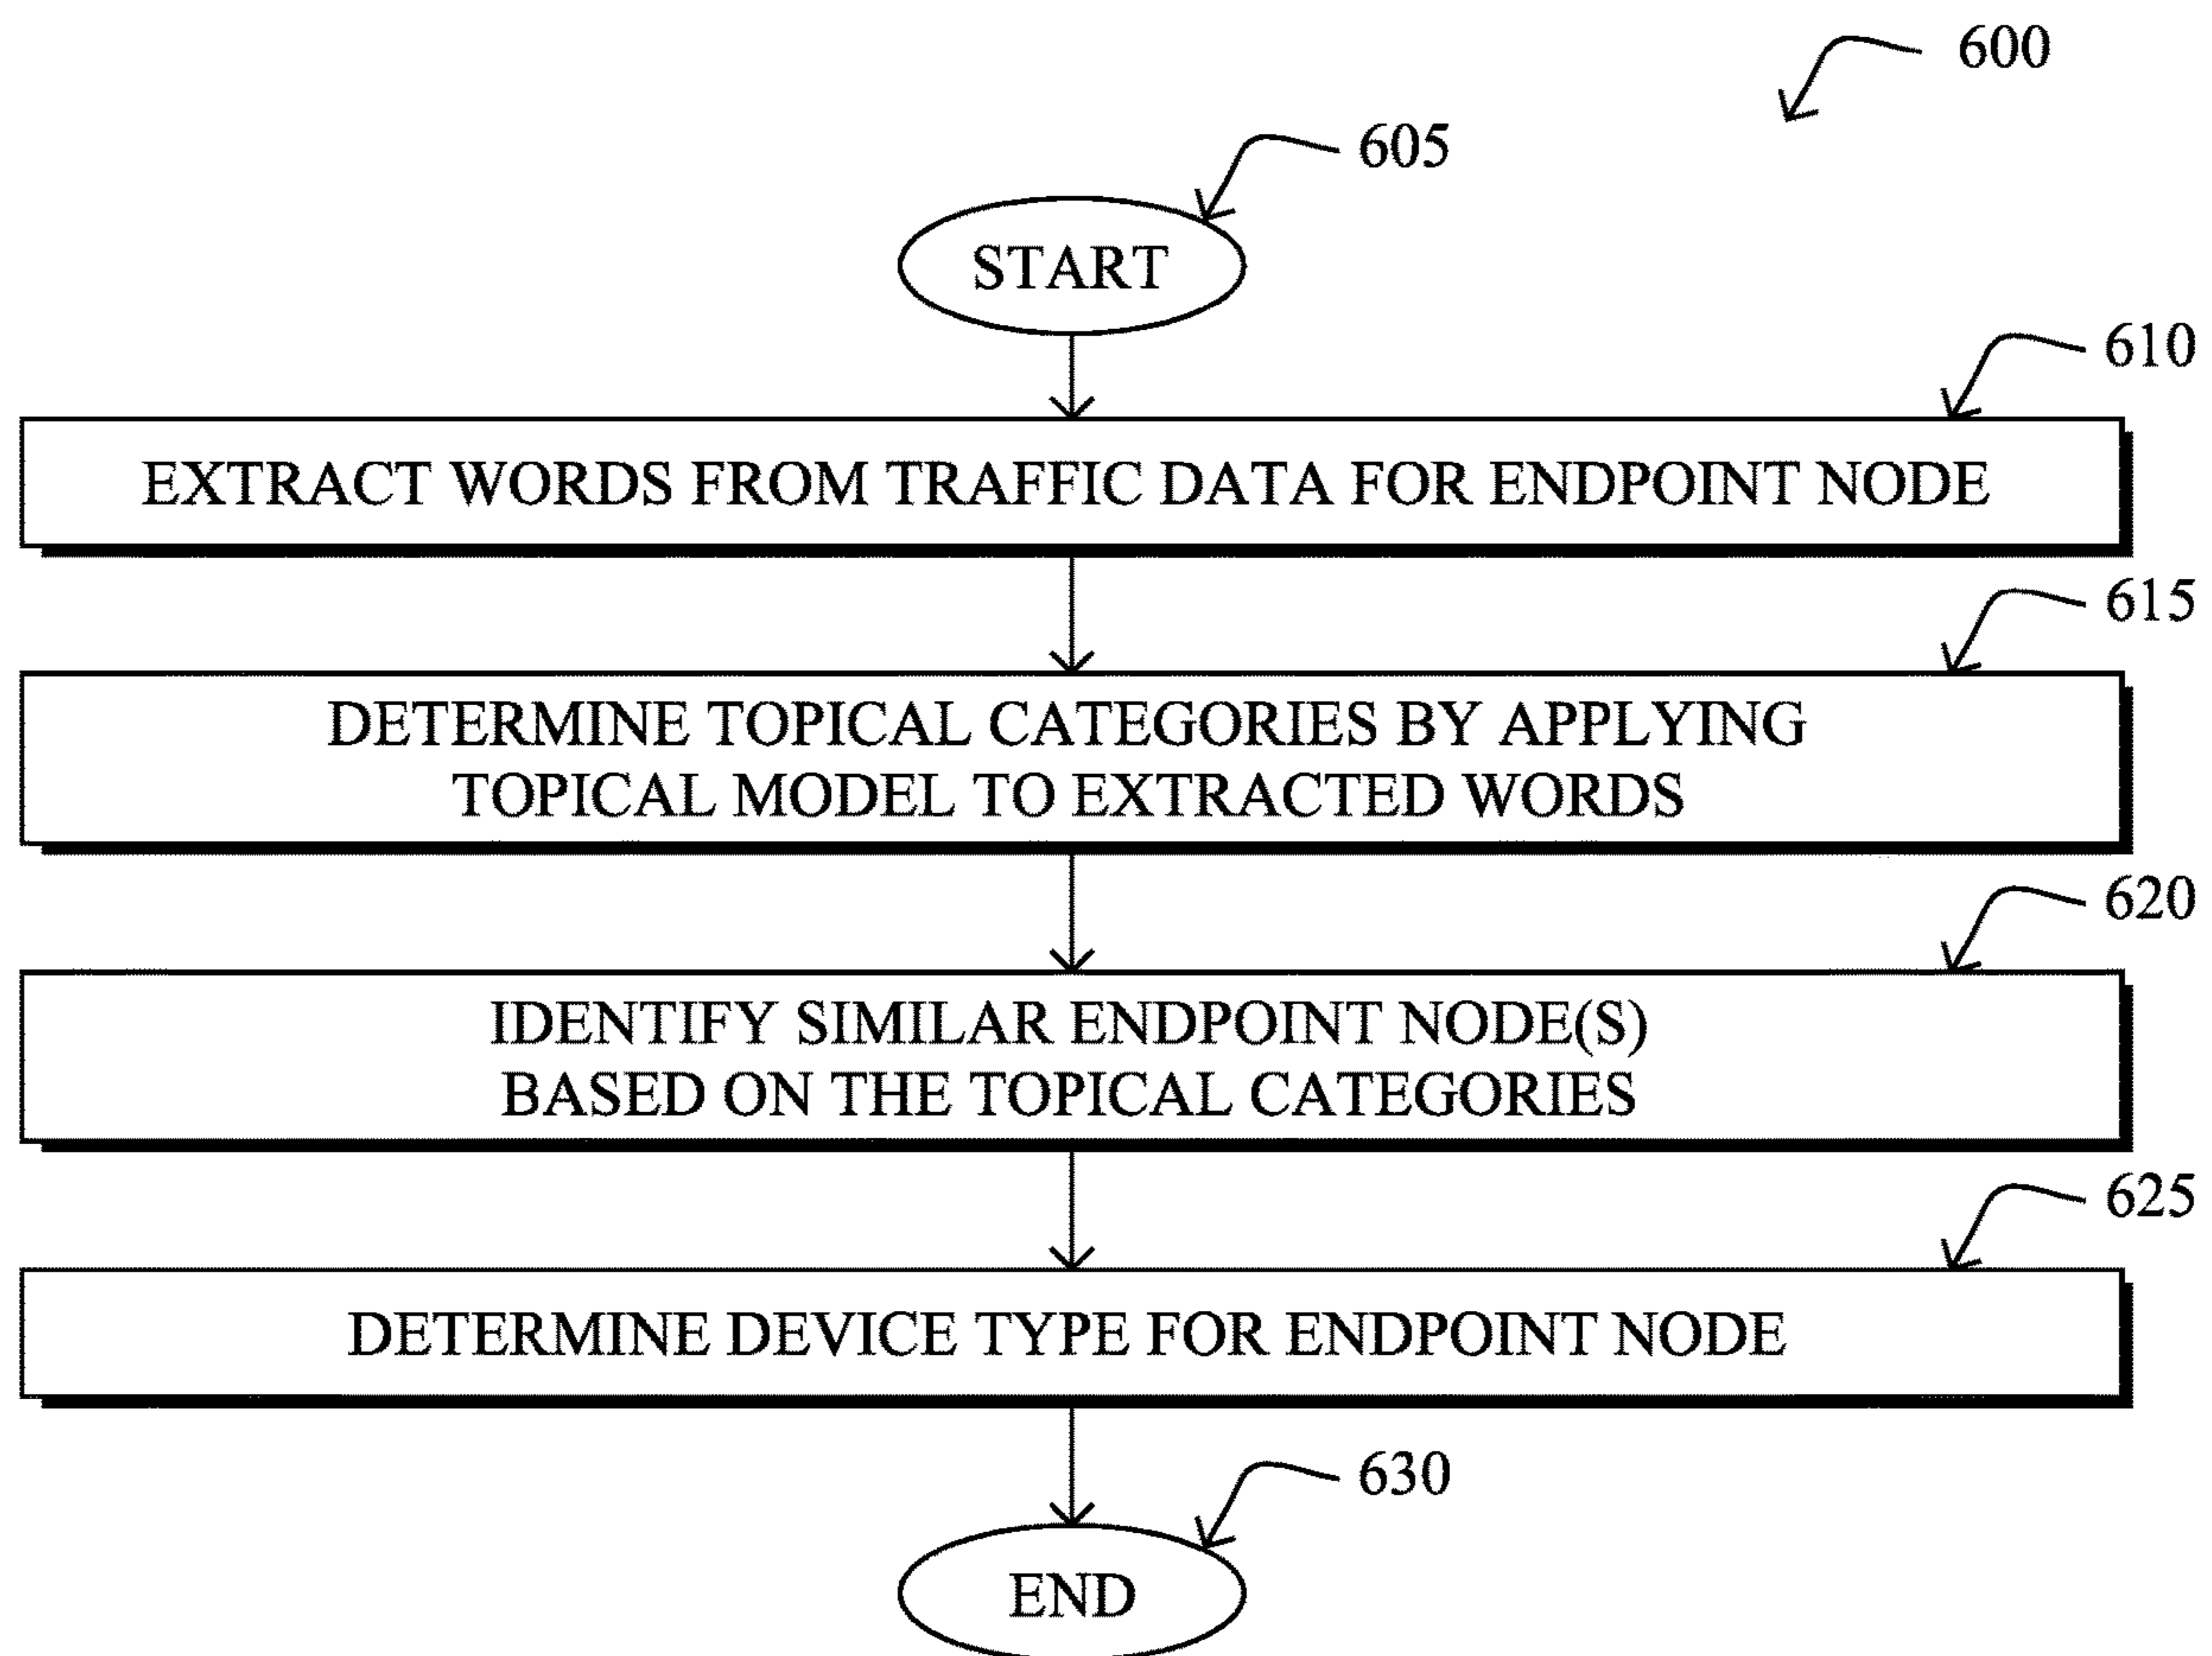 600
605
START
610
EXTRACT WORDS FROM TRAFFIC DATA FOR ENDPOINT NODE
615
DETERMINE TOPICAL CATEGORIES BY APPLYING
TOPICAL MODEL TO EXTRACTED WORDS
620
IDENTIFY SIMILAR ENDPOINT NODE(S)
BASED ON THE TOPICAL CATEGORIES
625
DETERMINE DEVICE TYPE FOR ENDPOINT NODE
630
END